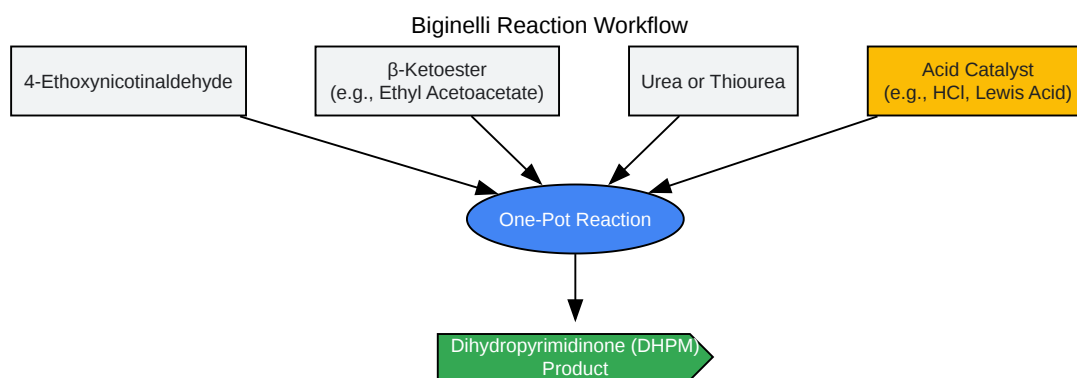 Biginelli Reaction Workflow
4-Ethoxynicotinaldehyde
β-Ketoester
(e.g., Ethyl Acetoacetate)
Urea or Thiourea
Acid Catalyst
(e.g., HCl, Lewis Acid)
One-Pot Reaction
Dihydropyrimidinone (DHPM)
Product